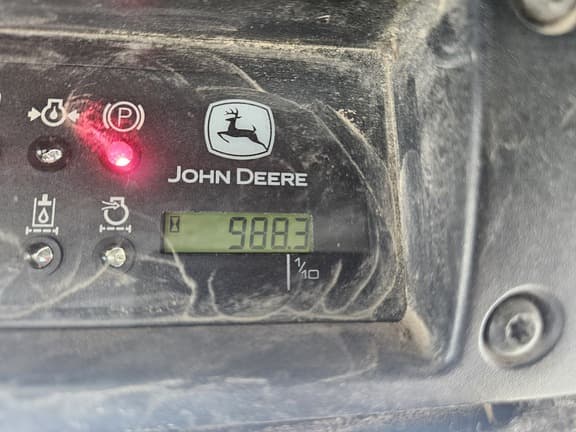 P
JOHN DEERE
988.3
1/10